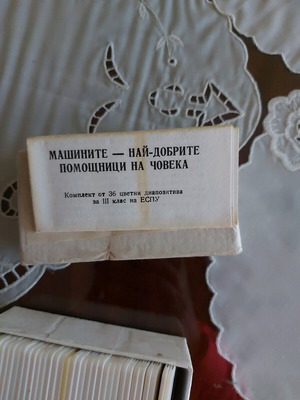 МАШИНИТЕ — НАЙ-ДОБРИТЕ
ПОМОЩНИЦИ НА ЧОВЕКА
Комплект от 36 цветни диапозитива
за III клас на ЕСПУ